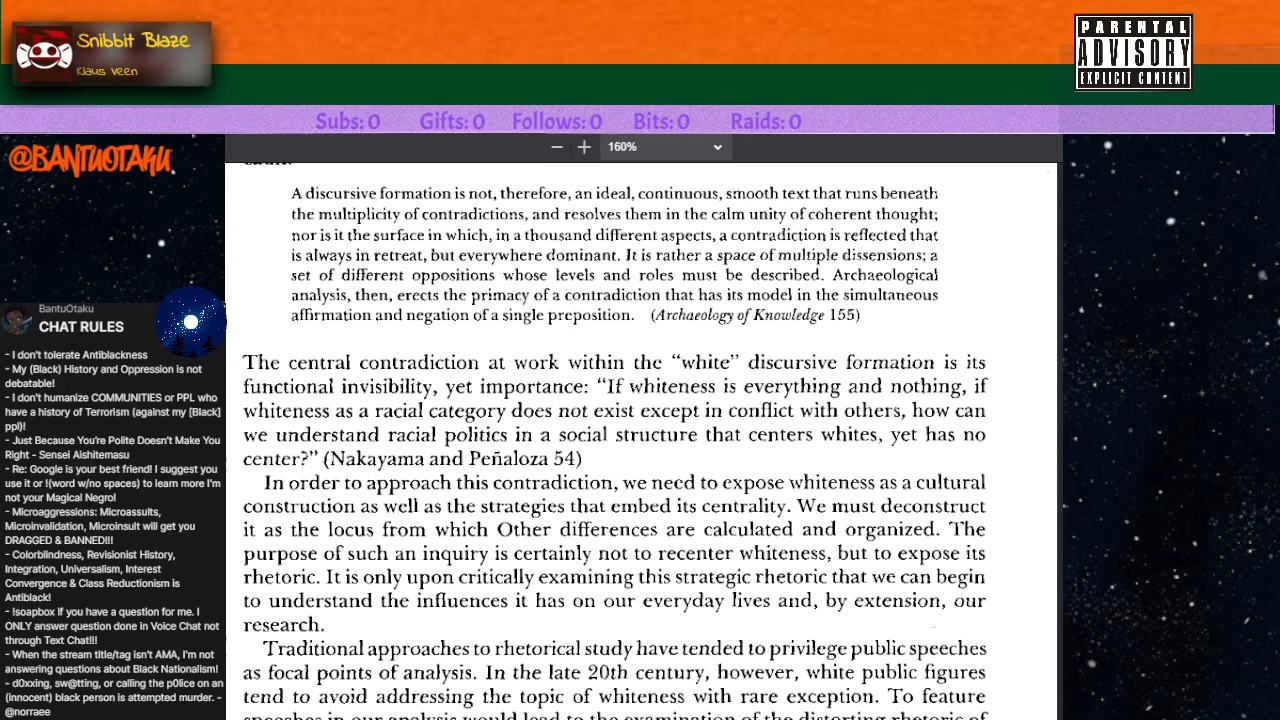 Snibbit Blaze
Klaus Veen
PARENTAL
ADVISORY
EXPLICIT CONTENT
Subs: 0 Gifts: 0 Follows: 0 Bits: 0 Raids: 0
@BANTUOTAKU
160%
A discursive formation is not, therefore, an ideal, continuous, smooth text that runs beneath
the multiplicity of contradictions, and resolves them in the calm unity of coherent thought;
nor is it the surface in which, in a thousand different aspects, a contradiction is reflected that
is always in retreat, but everywhere dominant. It is rather a space of multiple dissensions; a
set of different oppositions whose levels and roles must be described. Archaeological
analysis, then, erects the primacy of a contradiction that has its model in the simultaneous
affirmation and negation of a single preposition. (Archaeology of Knowledge 155)
The central contradiction at work within the “white” discursive formation is its
functional invisibility, yet importance: “If whiteness is everything and nothing, if
whiteness as a racial category does not exist except in conflict with others, how can
we understand racial politics in a social structure that centers whites, yet has no
center?” (Nakayama and Peñaloza 54)
In order to approach this contradiction, we need to expose whiteness as a cultural
construction as well as the strategies that embed its centrality. We must deconstruct
it as the locus from which Other differences are calculated and organized. The
purpose of such an inquiry is certainly not to recenter whiteness, but to expose its
rhetoric. It is only upon critically examining this strategic rhetoric that we can begin
to understand the influences it has on our everyday lives and, by extension, our
research.
Traditional approaches to rhetorical study have tended to privilege public speeches
as focal points of analysis. In the late 20th century, however, white public figures
tend to avoid addressing the topic of whiteness with rare exception. To feature
speeches in our analysis would lead to the examination of the distorting rhetoric of
BantuOtaku
CHAT RULES
- I don't tolerate Antiblackness
- My (Black) History and Oppression is not
debatable!
- I don't humanize COMMUNITIES or PPL who
have a history of Terrorism (against my [Black]
ppl)!
- Just Because You're Polite Doesn't Make You
Right - Sensei Aishitemasu
- Re: Google is your best friend! I suggest you
use it or !(word w/no spaces) to learn more I'm
not your Magical Negro!
- Microaggressions: Microassults,
Microinvalidation, Microinsult will get you
DRAGGED & BANNED!!!
- Colorblindness, Revisionist History,
Integration, Universalism, Interest
Convergence & Class Reductionism is
Antiblack!
- !soapbox if you have a question for me. I
ONLY answer question done in Voice Chat not
through Text Chat!!!
- When the stream title/tag isn't AMA, I'm not
answering questions about Black Nationalism!
- d0xxing, sw@tting, or calling the p0lice on an
(innocent) black person is attempted murder. -
@norraee